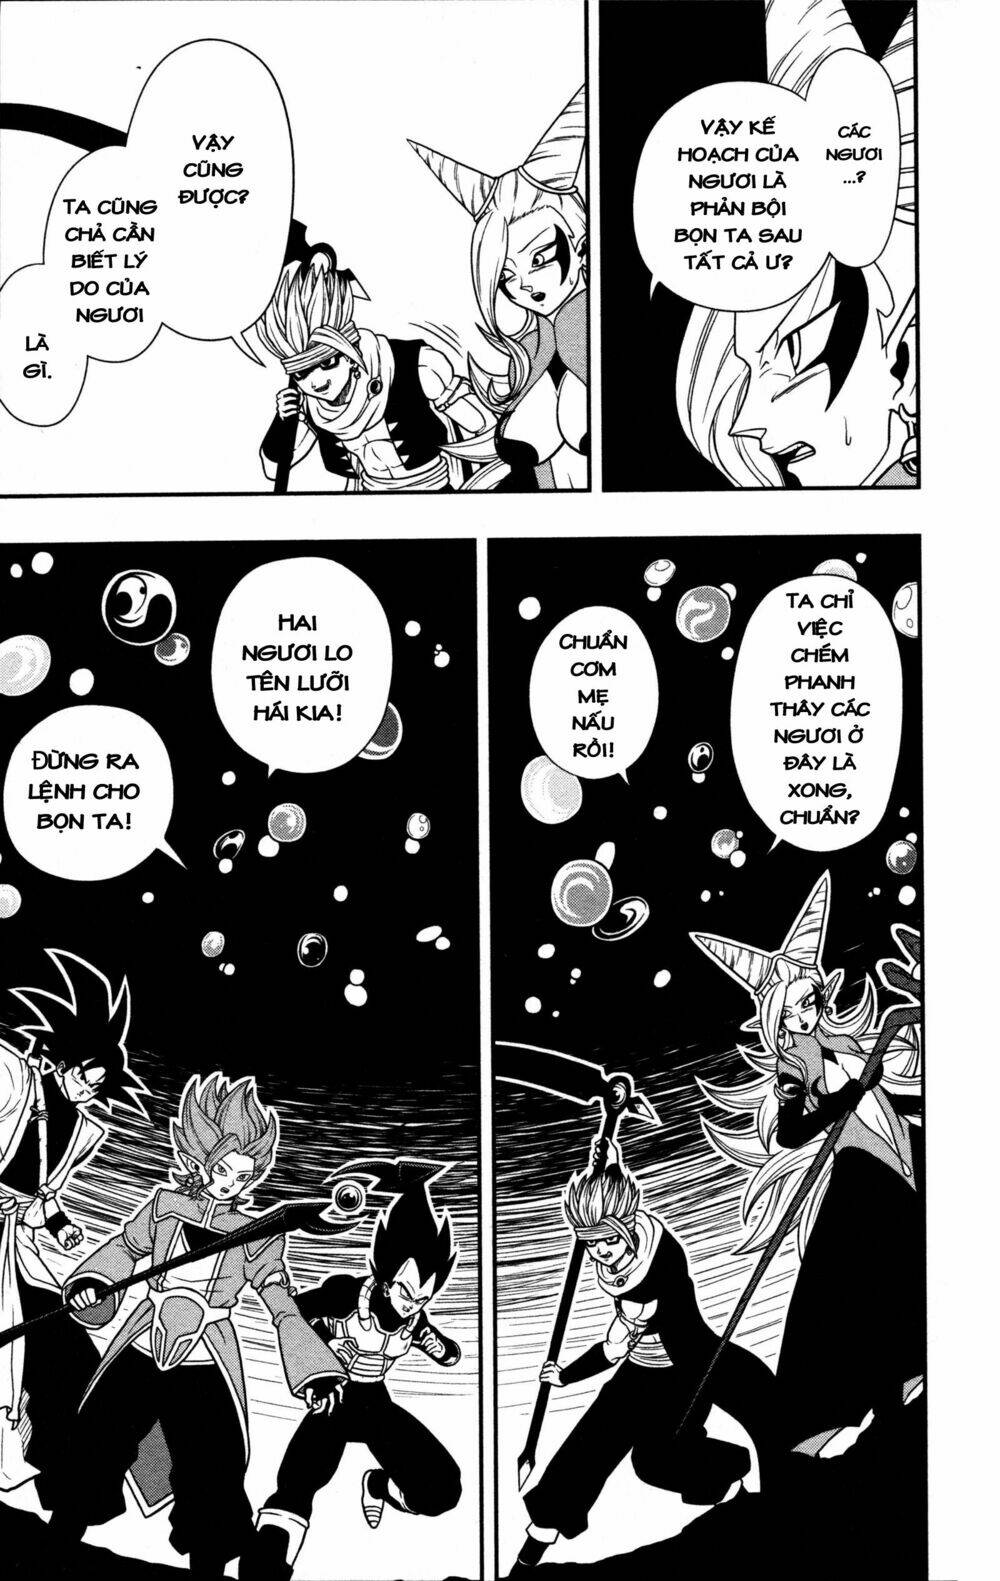 CÁC
NGƯƠI
...?
VẬY KẾ
HOẠCH CỦA
NGƯƠI LÀ
PHẢN BỘI
BỌN TA SAU
TẤT CẢ Ư?
VẬY
CŨNG
ĐƯỢC?
TA CŨNG
CHẢ CẦN
BIẾT LÝ
DO CỦA
NGƯƠI
LÀ
GÌ.
TA CHỈ
VIỆC
CHÉM
PHANH
THÂY CÁC
NGƯƠI Ở
ĐÂY LÀ
XONG,
CHUẨN?
CHUẨN
CƠM
MẸ
NẤU
RỒI!
HAI
NGƯƠI LO
TÊN LƯỠI
HÁI KIA!
ĐỪNG RA
LỆNH CHO
BỌN TA!